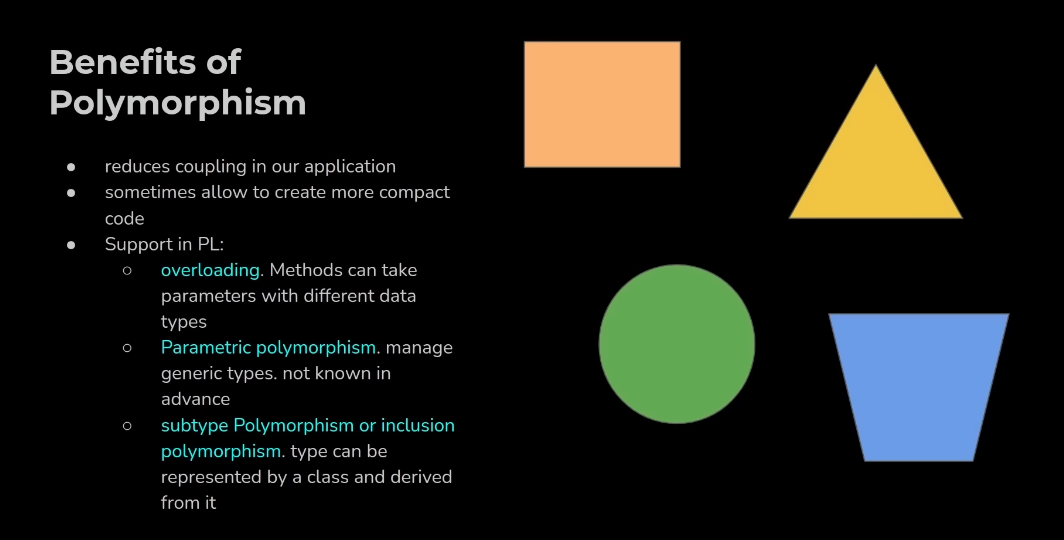 Benefits of
Polymorphism
● reduces coupling in our application
● sometimes allow to create more compact
code
● Support in PL:
○ overloading. Methods can take
parameters with different data
types
○ Parametric polymorphism. manage
generic types. not known in
advance
○ subtype Polymorphism or inclusion
polymorphism. type can be
represented by a class and derived
from it